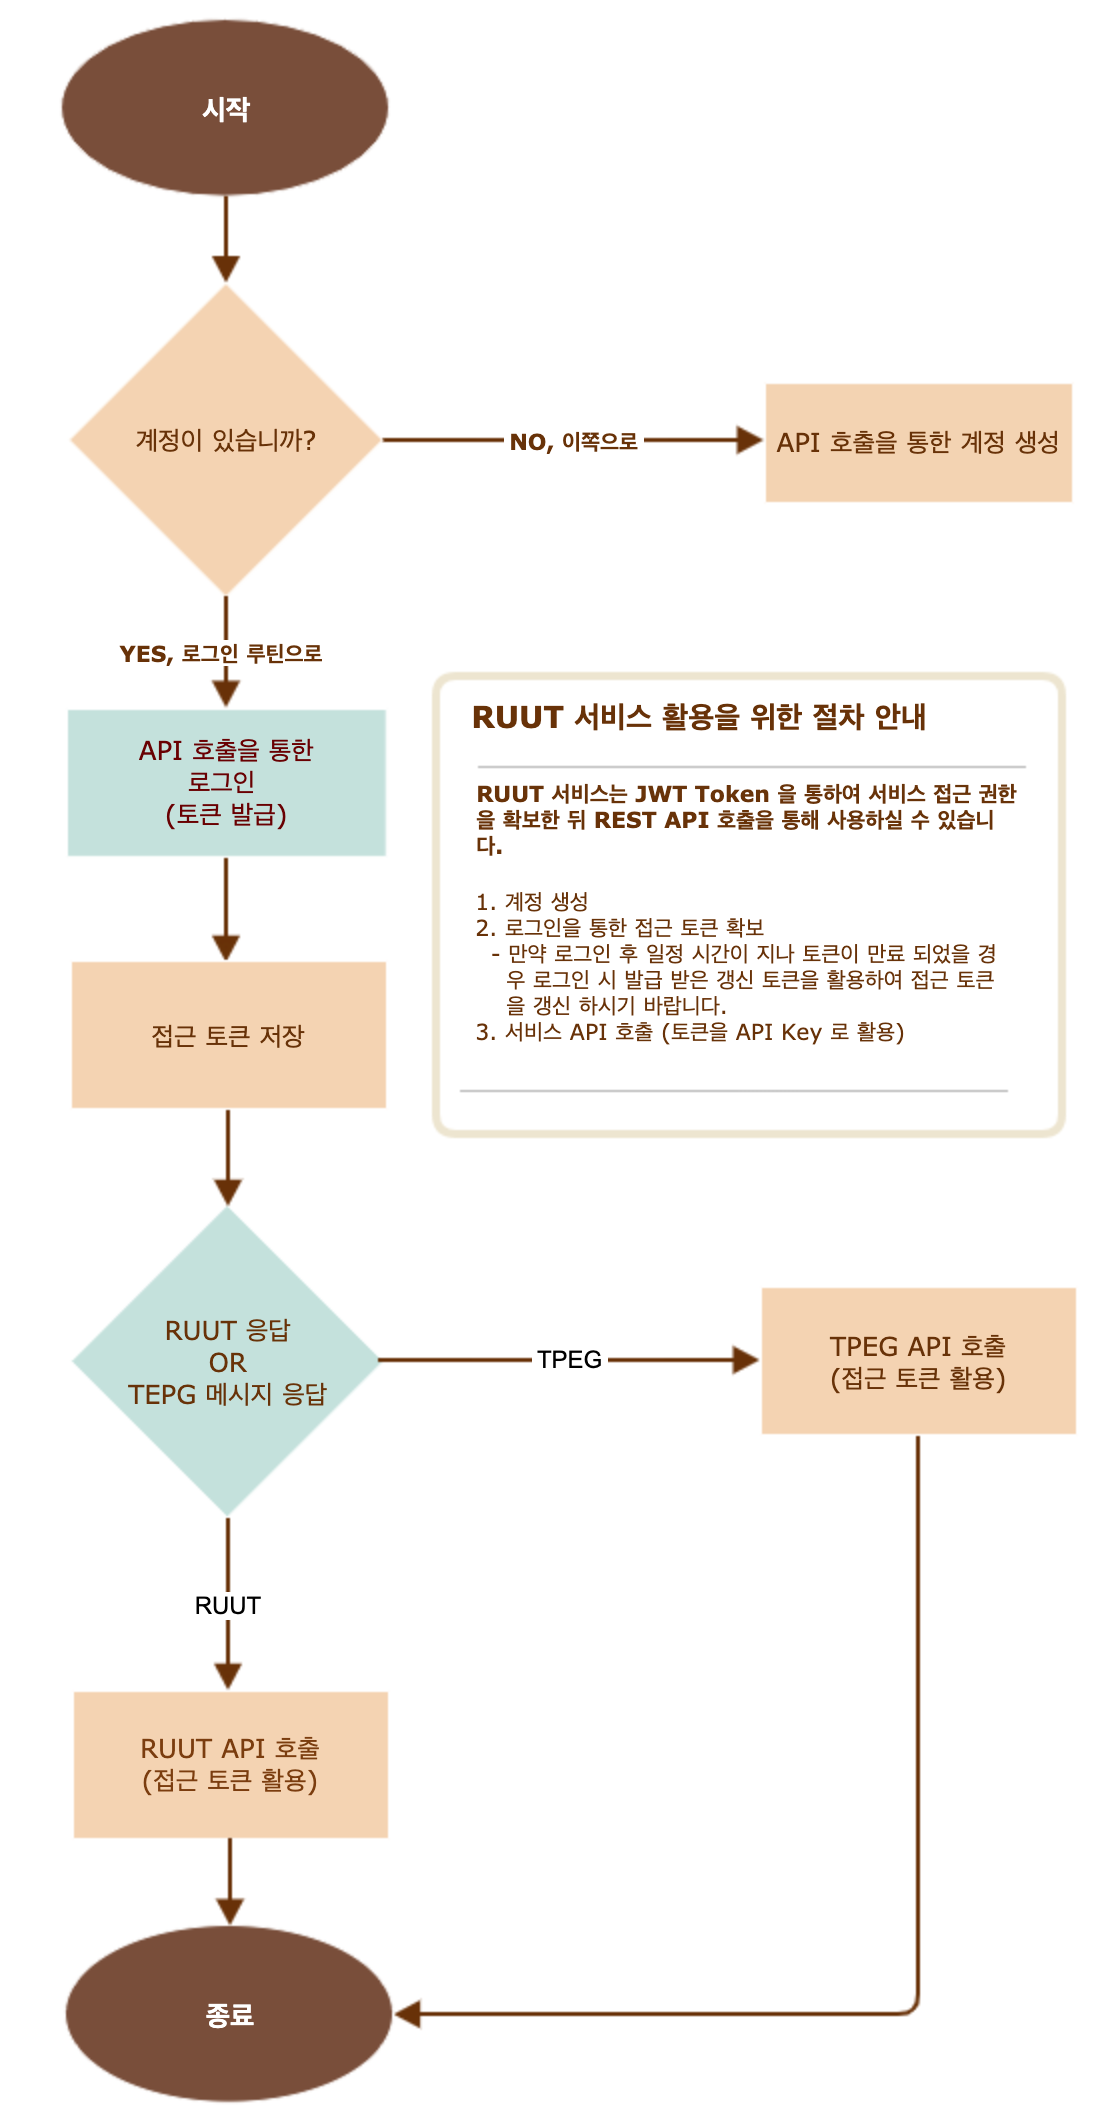 시작
계정이 있습니까?
NO, 이쪽으로
API 호출을 통한 계정 생성
YES, 로그인 루틴으로
API 호출을 통한
로그인
(토큰 발급)
RUUT 서비스 활용을 위한 절차 안내
RUUT 서비스는 JWT Token 을 통하여 서비스 접근 권한
을 확보한 뒤 REST API 호출을 통해 사용하실 수 있습니
다.
1. 계정 생성
2. 로그인을 통한 접근 토큰 확보
- 만약 로그인 후 일정 시간이 지나 토큰이 만료 되었을 경
우 로그인 시 발급 받은 갱신 토큰을 활용하여 접근 토큰
을 갱신 하시기 바랍니다.
3. 서비스 API 호출 (토큰을 API Key 로 활용)
접근 토큰 저장
RUUT 응답
OR
TEPG 메시지 응답
TPEG
TPEG API 호출
(접근 토큰 활용)
RUUT
RUUT API 호출
(접근 토큰 활용)
종료